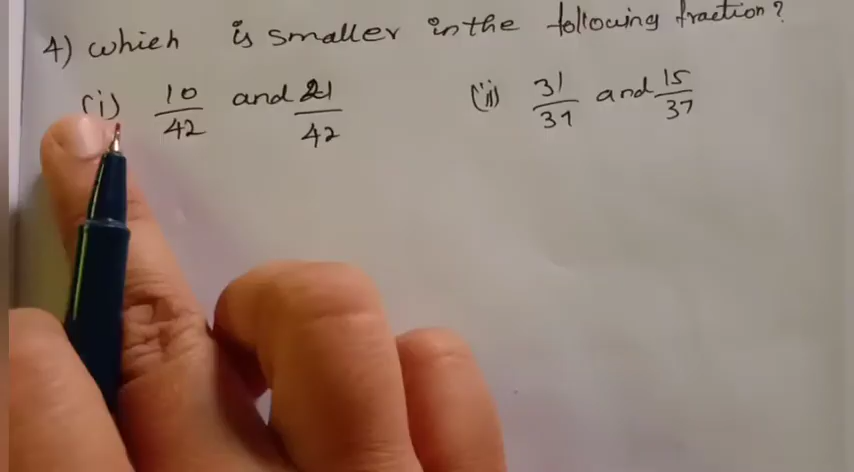 4) which is smaller in the following fraction?
(i) 10/42 and 21/42 (ii) 31/37 and 15/37